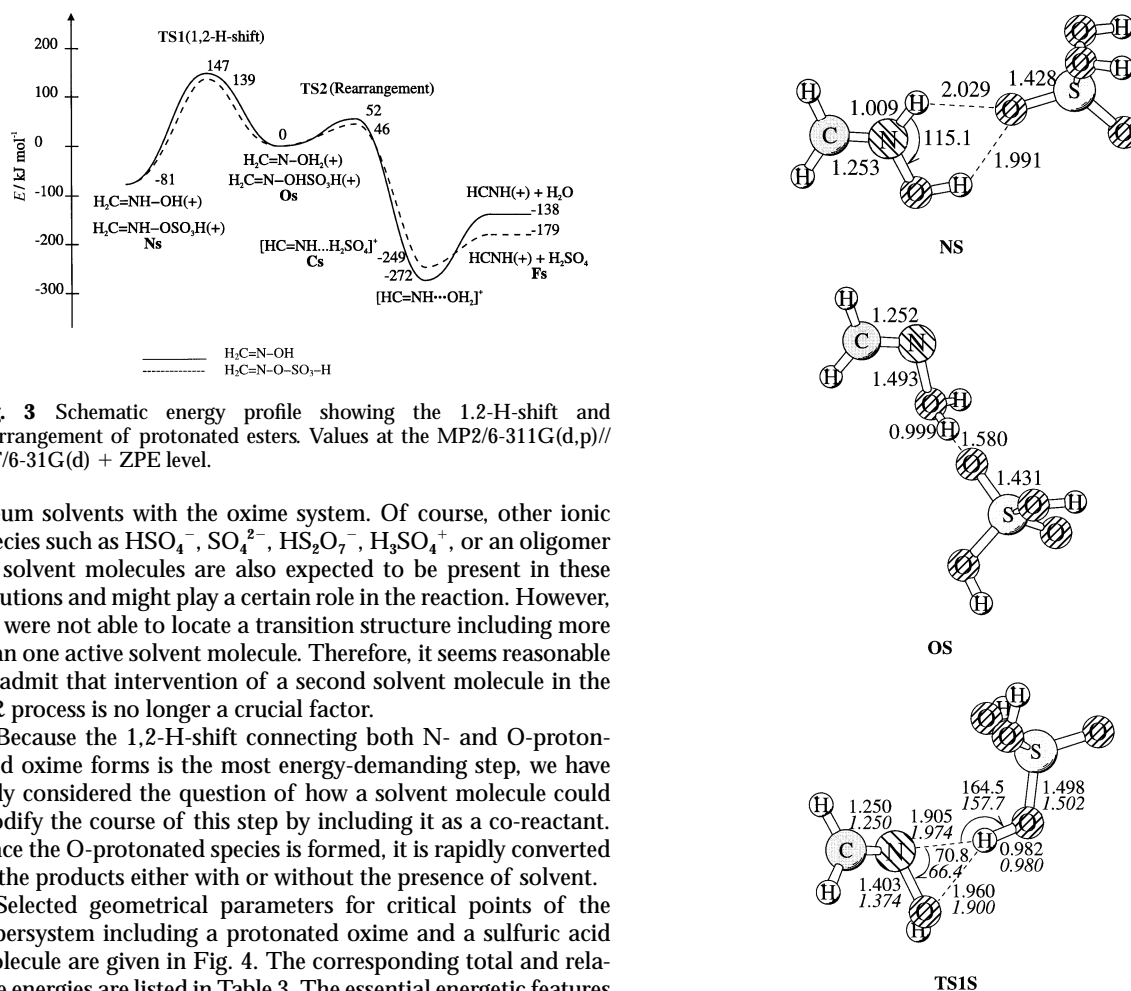 TS1(1,2-H-shift)
147
139
TS2 (Rearrangement)
52
46
200
100
0
-100
-200
-300
E / kJ mol⁻¹
0
H₂C=N–OH₂(+)
H₂C=N–OHSO₃H(+)
Os
-81
H₂C=NH–OH(+)
H₂C=NH–OSO₃H(+)
Ns
HCNH(+) + H₂O
-138
-179
HCNH(+) + H₂SO₄
Fs
[HC=NH...H₂SO₄]⁺
Cs
-249
-272
[HC=NH···OH₂]⁺
H₂C=N–OH
H₂C=N–O–SO₃–H
3 Schematic energy profile showing the 1.2-H-shift and
arrangement of protonated esters. Values at the MP2/6-311G(d,p)//
/6-31G(d) + ZPE level.
um solvents with the oxime system. Of course, other ionic
ecies such as HSO₄⁻, SO₄²⁻, HS₂O₇⁻, H₃SO₄⁺, or an oligomer
solvent molecules are also expected to be present in these
utions and might play a certain role in the reaction. However,
were not able to locate a transition structure including more
an one active solvent molecule. Therefore, it seems reasonable
admit that intervention of a second solvent molecule in the
process is no longer a crucial factor.
Because the 1,2-H-shift connecting both N- and O-proton-
d oxime forms is the most energy-demanding step, we have
ly considered the question of how a solvent molecule could
odify the course of this step by including it as a co-reactant.
ce the O-protonated species is formed, it is rapidly converted
the products either with or without the presence of solvent.
Selected geometrical parameters for critical points of the
persystem including a protonated oxime and a sulfuric acid
olecule are given in Fig. 4. The corresponding total and rela-
e energies are listed in Table 3. The essential energetic features
O H
O H
S
O
O
H
H
C
N
H
O H
1.428
2.029
1.009
115.1
1.253
1.991
NS
H
C
N
H
O H
H
O
S
O H
O
O
H
1.252
1.493
0.999
1.580
1.431
OS
H
H
O
O
S
O
O
H
H
C
N
H
O
H
164.5
157.7
1.498
1.502
1.250
1.250
1.905
1.974
0.982
0.980
70.8
66.4
1.403
1.374
1.960
1.900
TS1S